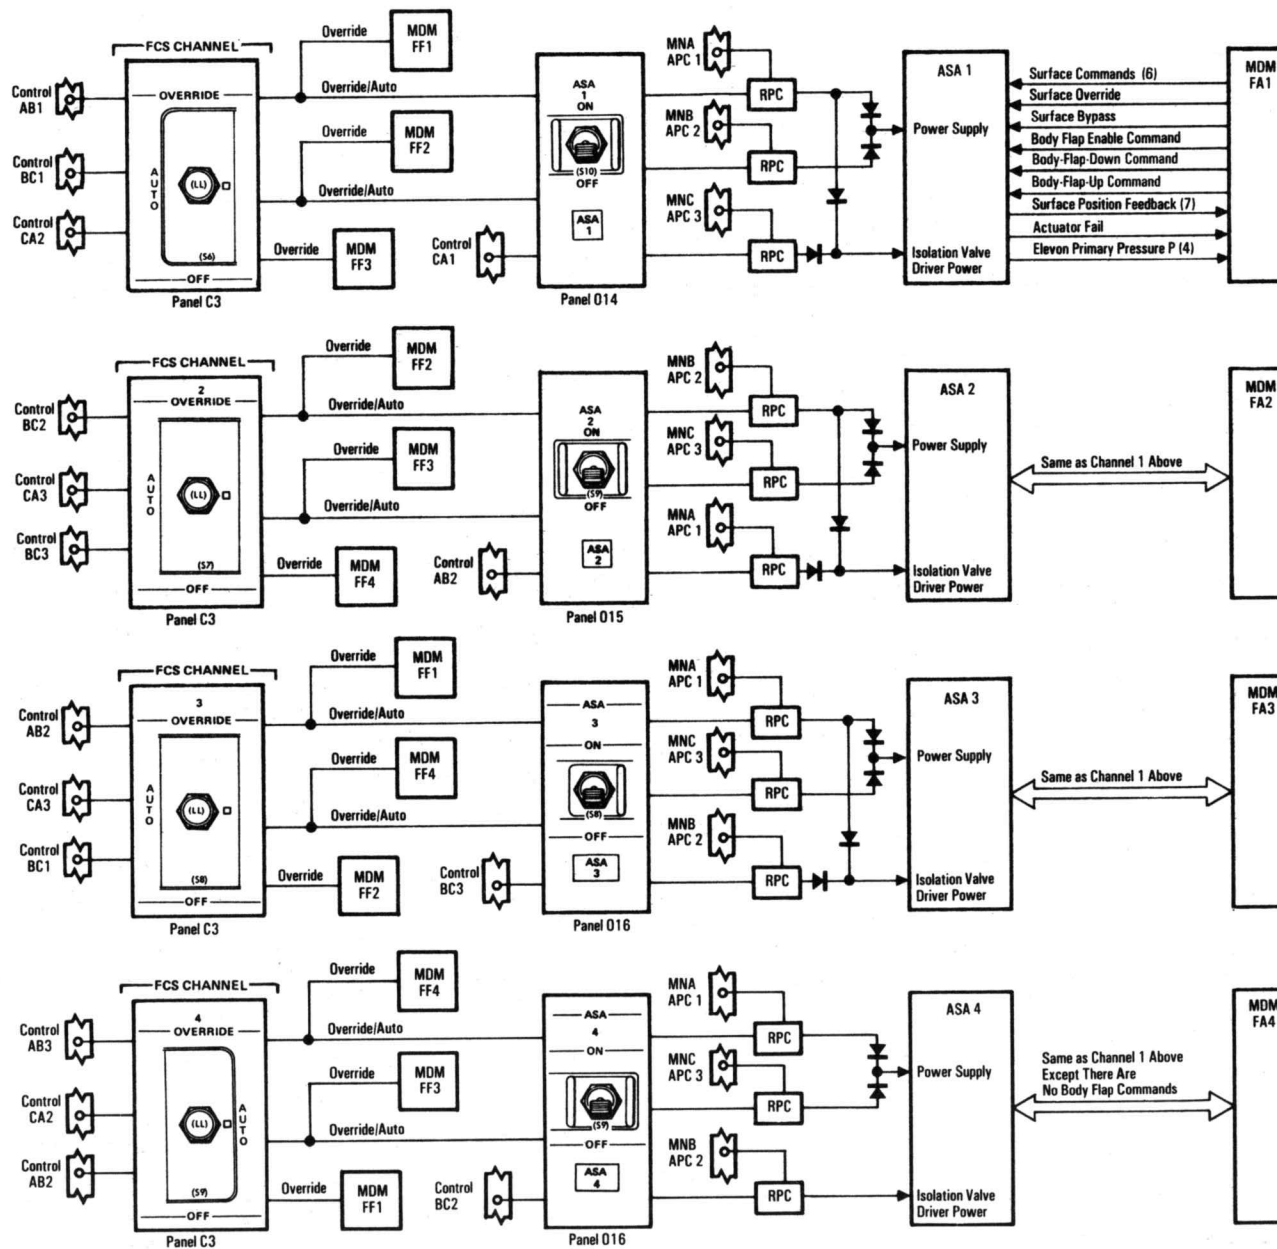 FCS CHANNEL
Control
AB1
Control
BC1
Control
CA2
OVERRIDE
AUTO
(LL)
(S6)
OFF
Panel C3
Override
MDM
FF1
Override/Auto
Override
MDM
FF2
Override/Auto
Override
MDM
FF3
Control
CA1
ASA
1
ON
(S10)
OFF
ASA
1
Panel O14
MNA
APC 1
RPC
MNB
APC 2
RPC
MNC
APC 3
RPC
ASA 1
Power Supply
Isolation Valve
Driver Power
Surface Commands (6)
Surface Override
Surface Bypass
Body Flap Enable Command
Body-Flap-Down Command
Body-Flap-Up Command
Surface Position Feedback (7)
Actuator Fail
Elevon Primary Pressure P (4)
MDM
FA1
FCS CHANNEL
Control
BC2
Control
CA3
Control
BC3
2
OVERRIDE
AUTO
(LL)
(S7)
OFF
Panel C3
Override
MDM
FF2
Override/Auto
Override
MDM
FF3
Override/Auto
Override
MDM
FF4
Control
AB2
ASA
2
ON
(S9)
OFF
ASA
2
Panel O15
MNB
APC 2
RPC
MNC
APC 3
RPC
MNA
APC 1
RPC
ASA 2
Power Supply
Isolation Valve
Driver Power
Same as Channel 1 Above
MDM
FA2
FCS CHANNEL
Control
AB2
Control
CA3
Control
BC1
3
OVERRIDE
AUTO
(LL)
(S8)
OFF
Panel C3
Override
MDM
FF1
Override/Auto
Override
MDM
FF4
Override/Auto
Override
MDM
FF2
Control
BC3
ASA
3
ON
(S8)
OFF
ASA
3
Panel O16
MNA
APC 1
RPC
MNC
APC 3
RPC
MNB
APC 2
RPC
ASA 3
Power Supply
Isolation Valve
Driver Power
Same as Channel 1 Above
MDM
FA3
FCS CHANNEL
Control
AB3
Control
CA2
Control
AB2
4
OVERRIDE
AUTO
(LL)
(S9)
OFF
Panel C3
Override
MDM
FF4
Override/Auto
Override
MDM
FF3
Override/Auto
Override
MDM
FF1
Control
BC2
ASA
4
ON
(S9)
OFF
ASA
4
Panel O16
MNA
APC 1
RPC
MNC
APC 3
RPC
MNB
APC 2
RPC
ASA 4
Power Supply
Isolation Valve
Driver Power
Same as Channel 1 Above
Except There Are
No Body Flap Commands
MDM
FA4